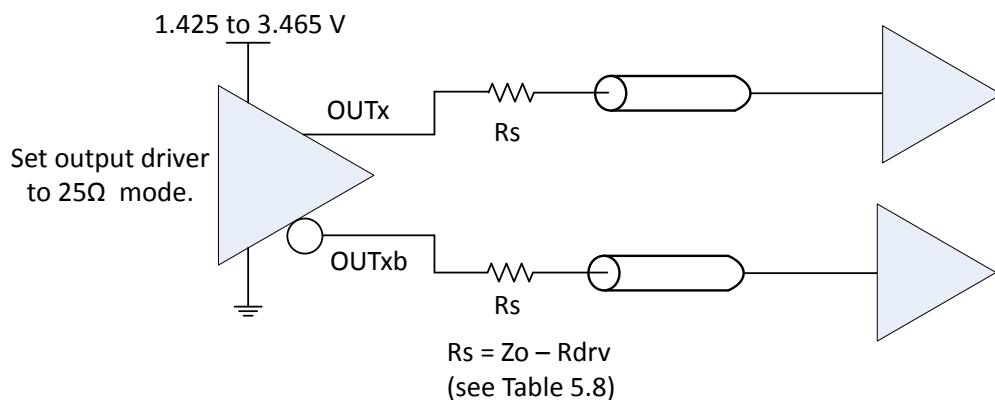 1.425 to 3.465 V
OUTx
Rs
Set output driver
to 25Ω mode.
OUTxb
Rs
Rs = Zo – Rdrv
(see Table 5.8)